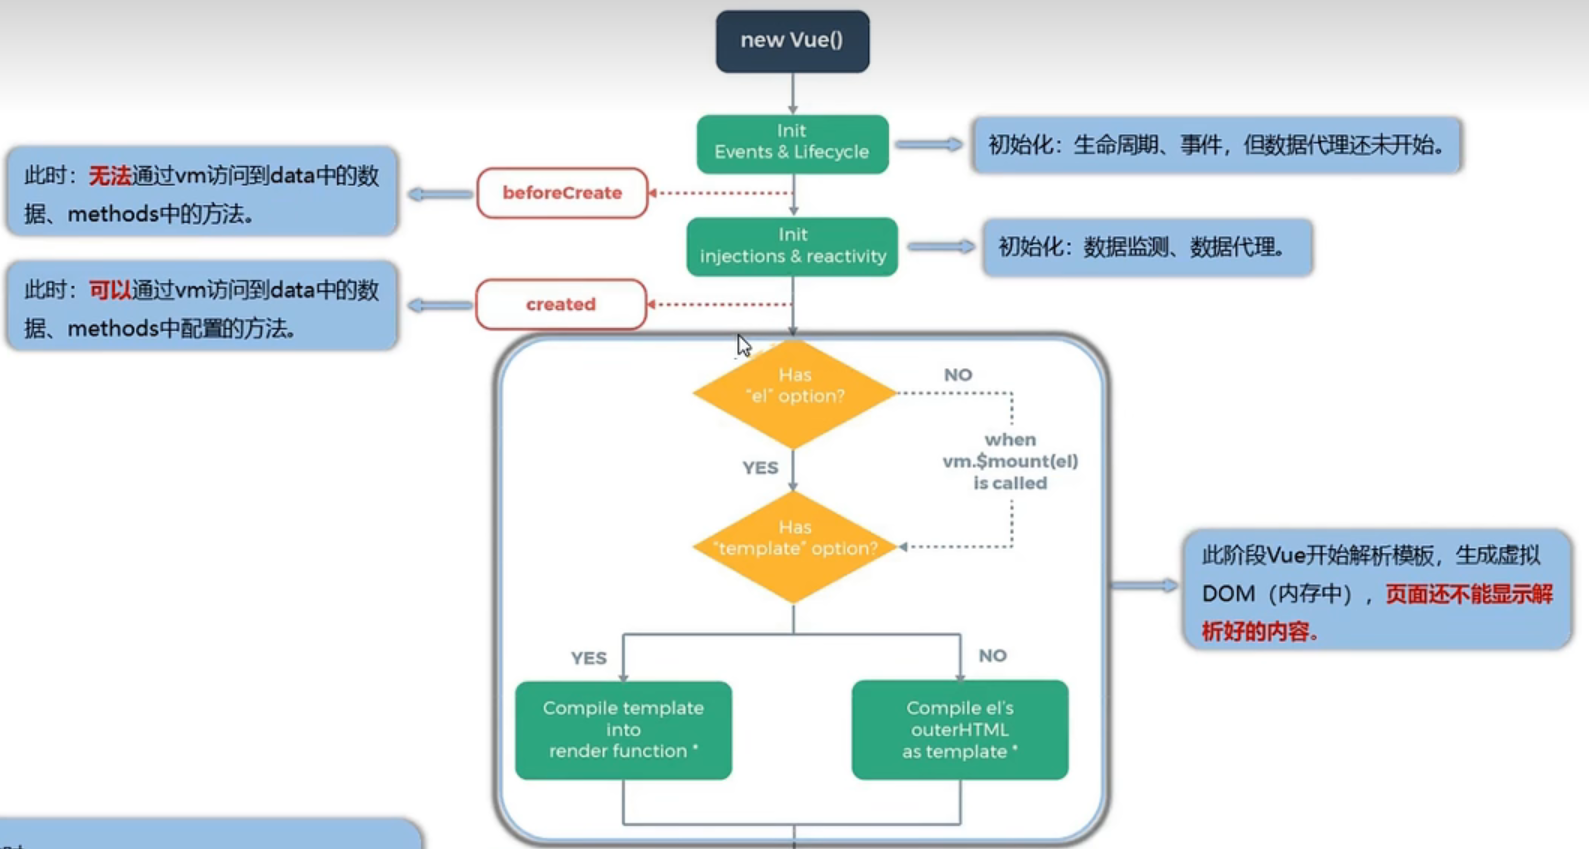 new Vue()
Init
Events & Lifecycle
初始化：生命周期、事件，但数据代理还未开始。
此时：无法通过vm访问到data中的数
据、methods中的方法。
beforeCreate
Init
injections & reactivity
初始化：数据监测、数据代理。
此时：可以通过vm访问到data中的数
据、methods中配置的方法。
created
Has
“el” option?
NO
when
vm.$mount(el)
is called
YES
Has
“template” option?
此阶段Vue开始解析模板，生成虚拟
DOM（内存中），页面还不能显示解
析好的内容。
YES
NO
Compile template
into
render function *
Compile el's
outerHTML
as template *